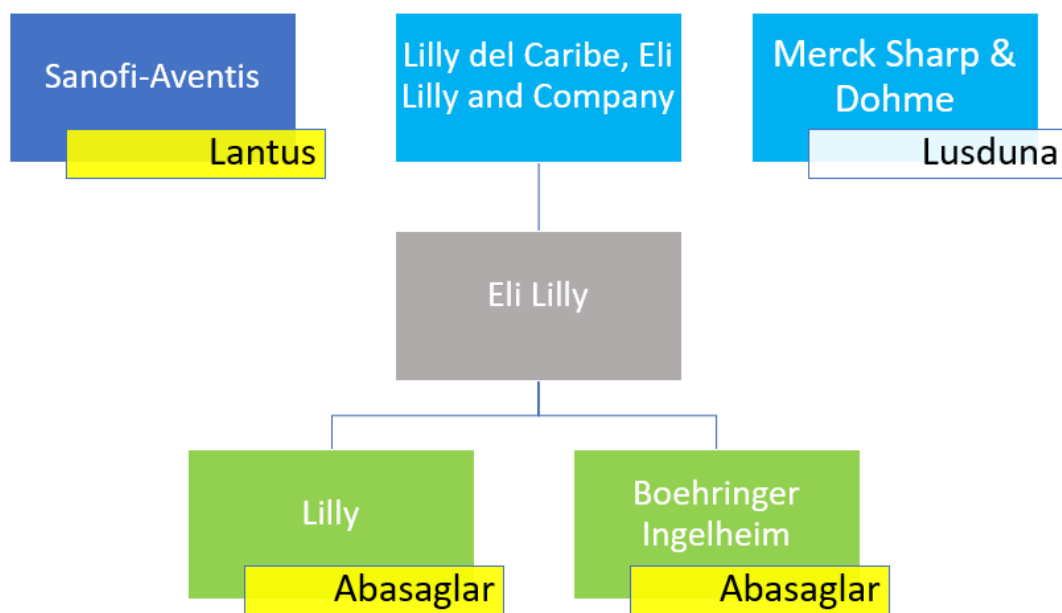 Sanofi-Aventis
Lantus
Lilly del Caribe, Eli
Lilly and Company
Merck Sharp &
Dohme
Lusduna
Eli Lilly
Lilly
Abasaglar
Boehringer
Ingelheim
Abasaglar